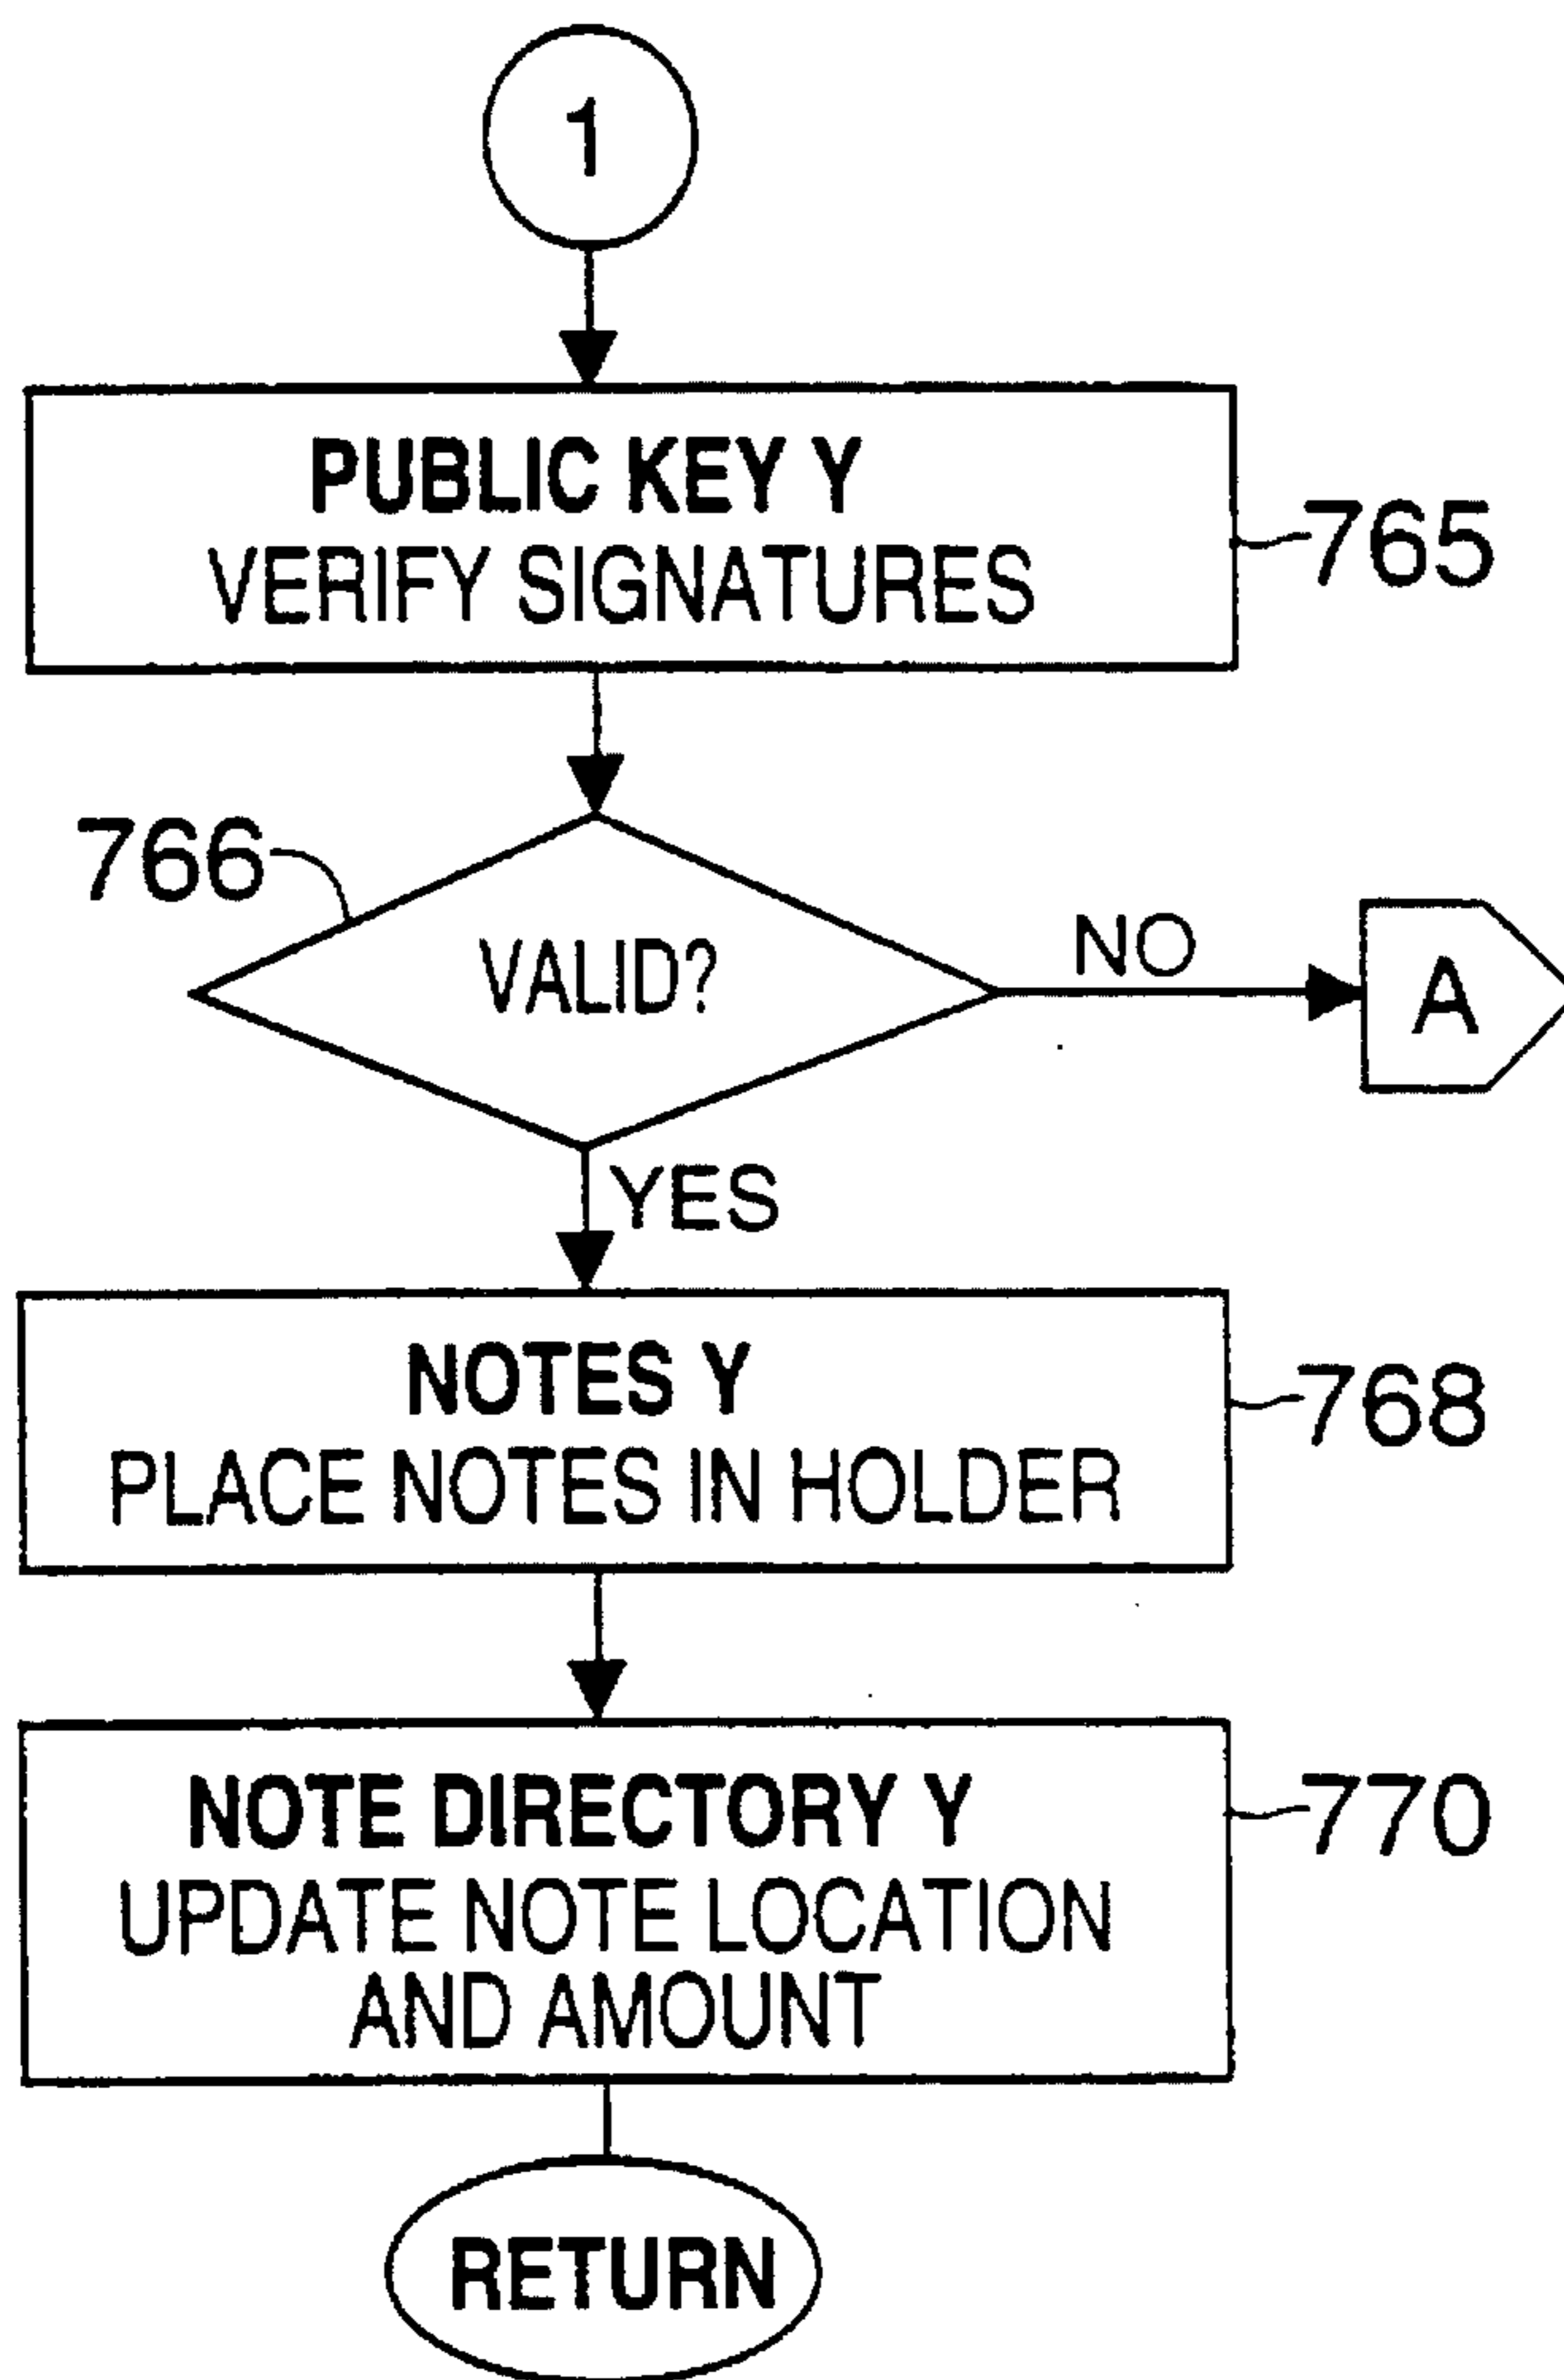 1
PUBLIC KEY Y
VERIFY SIGNATURES
765
766
VALID?
NO
A
YES
NOTES Y
PLACE NOTES IN HOLDER
768
NOTE DIRECTORY Y
UPDATE NOTE LOCATION
AND AMOUNT
770
RETURN